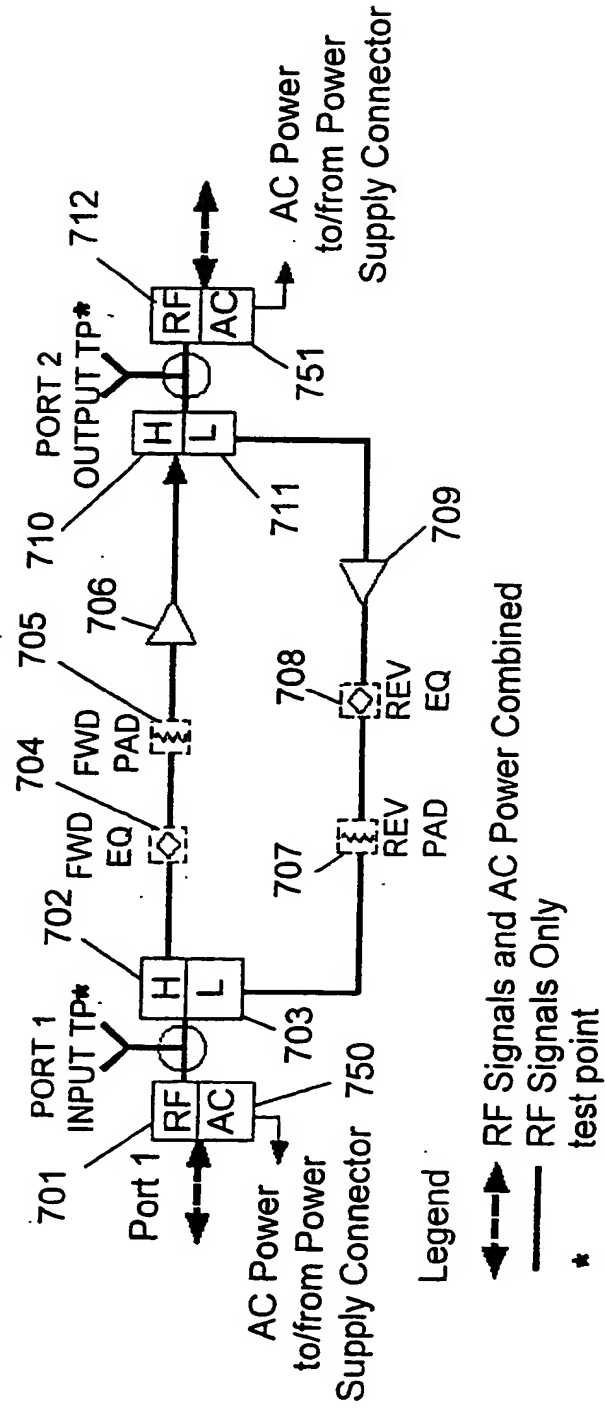 PORT 1
INPUT TP*
702
704
FWD
EQ
705
FWD
PAD
706
710
PORT 2
OUTPUT TP*
712
701
Port 1
RF
AC
H
L
H
L
RF
AC
750
703
711
751
AC Power
to/from Power
Supply Connector
AC Power
to/from Power
Supply Connector
707
REV
PAD
708
REV
EQ
709
Legend
RF Signals and AC Power Combined
RF Signals Only
* test point